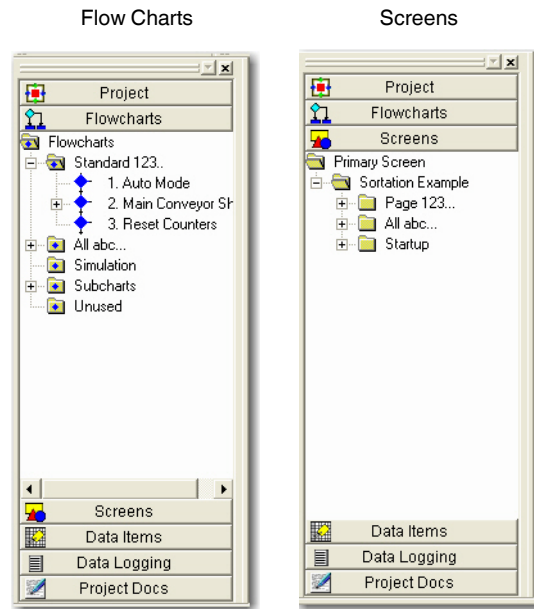 Flow Charts
Project
Flowcharts
Flowcharts
Standard 123..
1. Auto Mode
2. Main Conveyor Sh
3. Reset Counters
All abc...
Simulation
Subcharts
Unused
Screens
Data Items
Data Logging
Project Docs
Screens
Project
Flowcharts
Screens
Primary Screen
Sortation Example
Page 123...
All abc...
Startup
Data Items
Data Logging
Project Docs